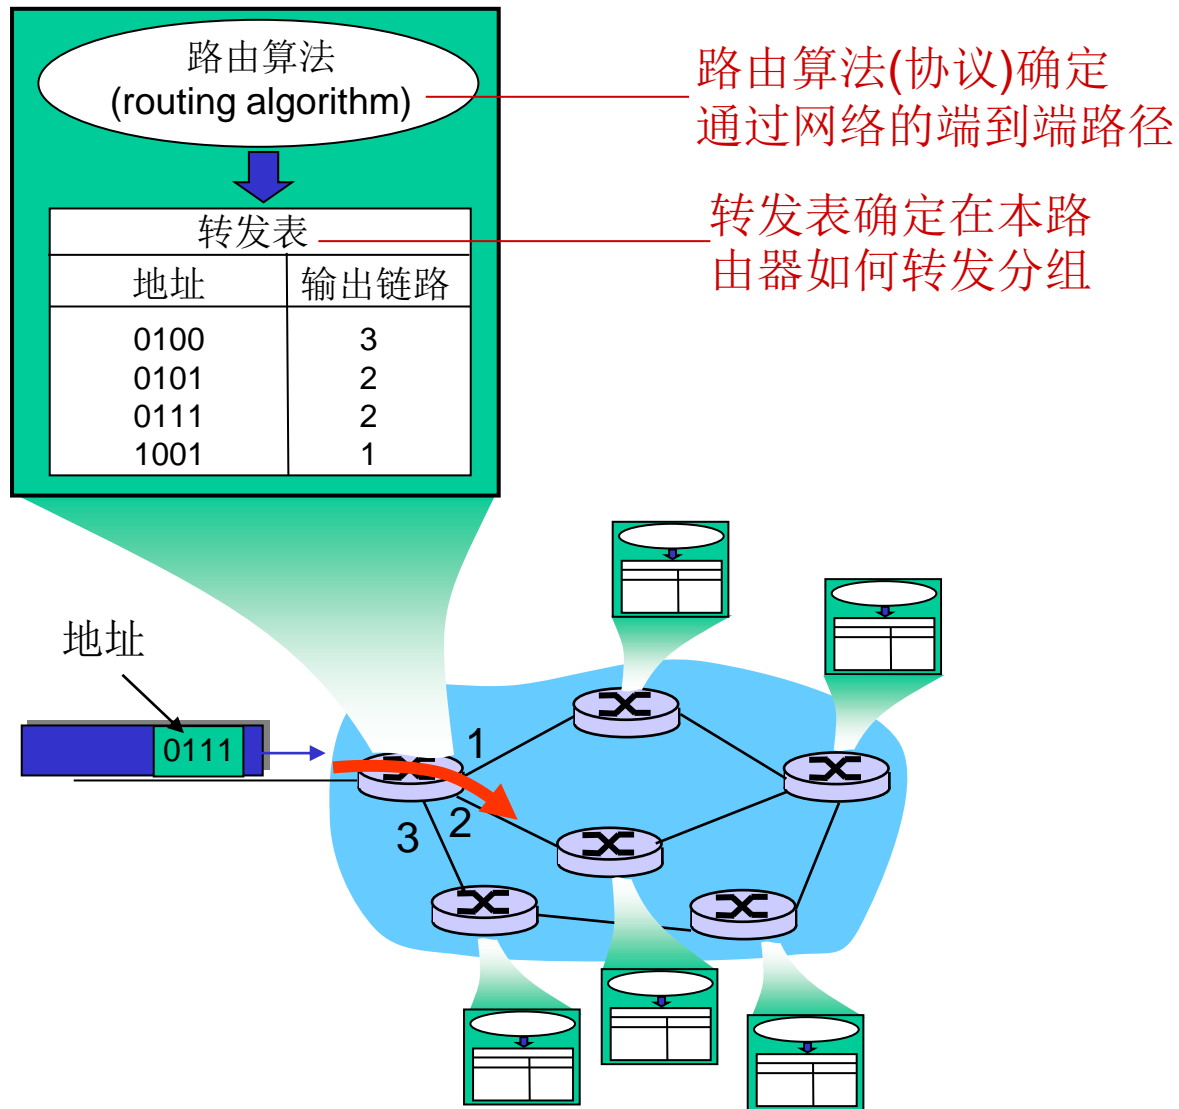 路由算法
(routing algorithm)
路由算法(协议)确定
通过网络的端到端路径
转发表
转发表确定在本路
由器如何转发分组
地址 输出链路
0100 3
0101 2
0111 2
1001 1
地址
0111
1
2
3